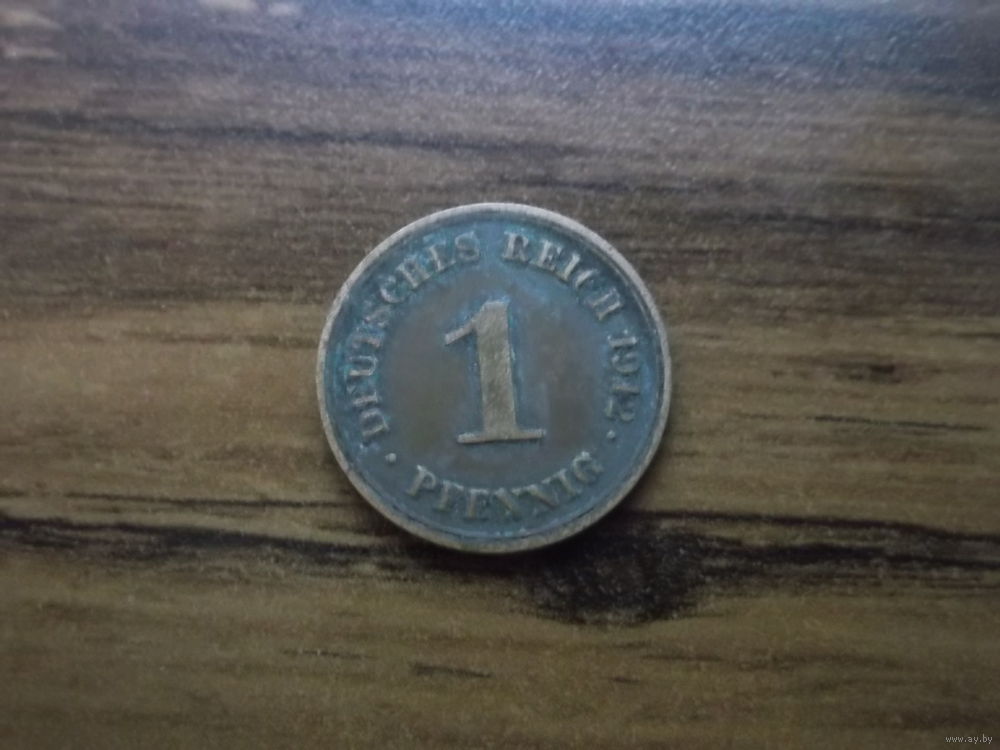 DEUTSCHES REICH 1912
1
· PFENNIG ·
www.ay.by